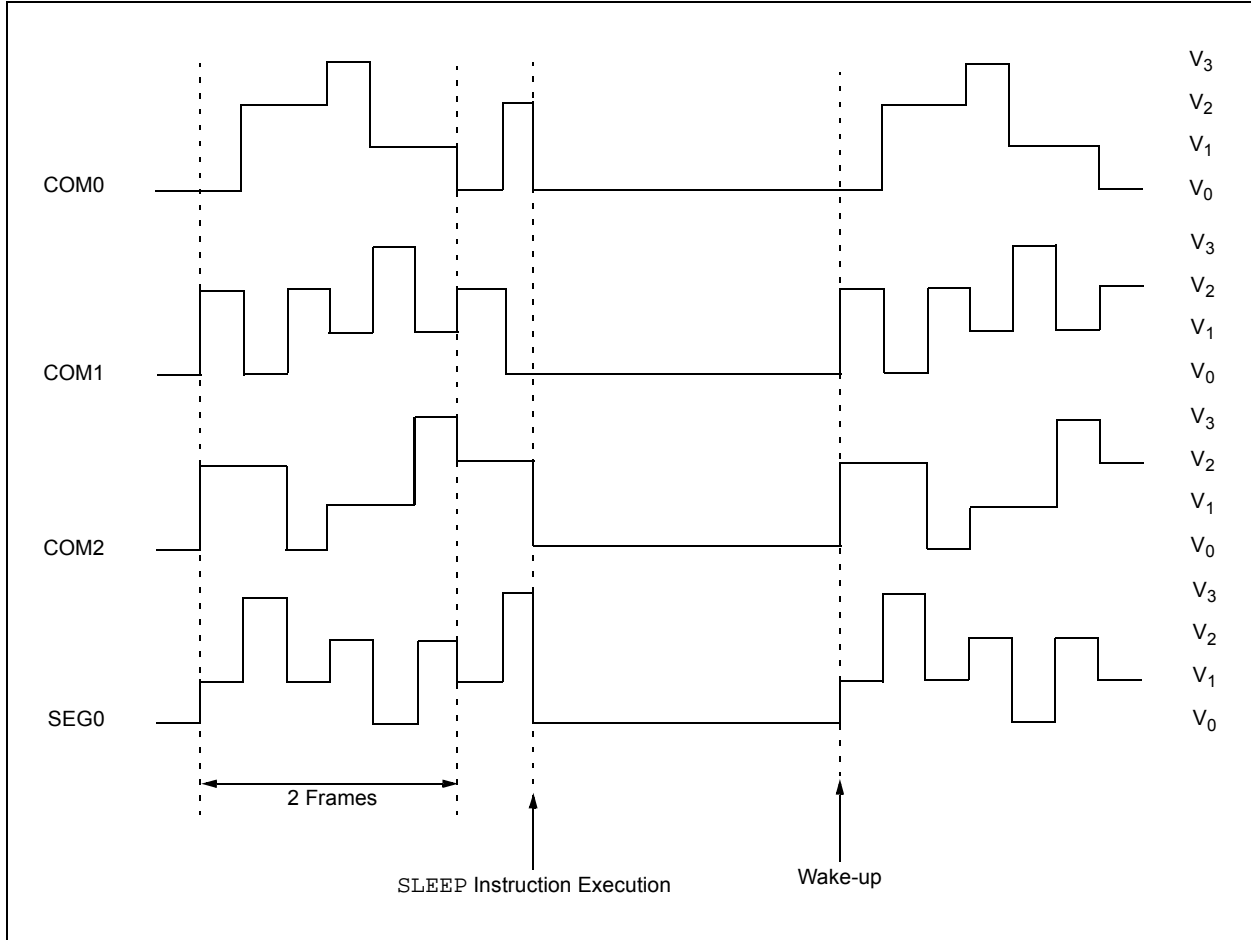 V3
V2
V1
COM0 V0
V3
V2
V1
COM1 V0
V3
V2
V1
COM2 V0
V3
V2
V1
SEG0 V0
2 Frames
SLEEP Instruction Execution
Wake-up